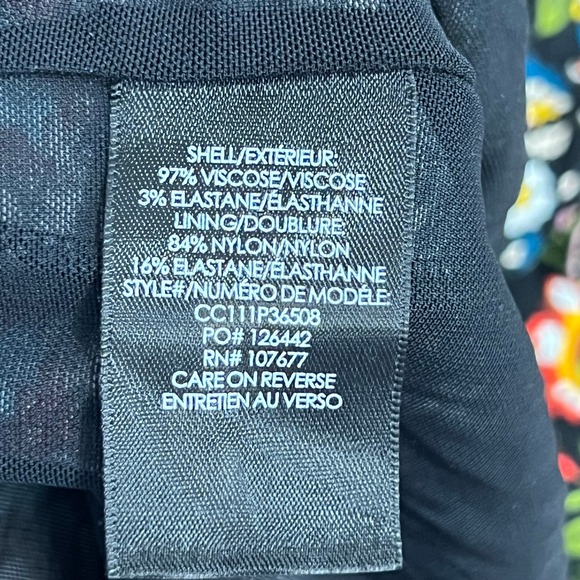 SHELL/EXTÉRIEUR:
97% VISCOSE/VISCOSE
3% ELASTANE/ÉLASTHANNE
LINING/DOUBLURE:
84% NYLON/NYLON
16% ELASTANE/ÉLASTHANNE
STYLE#/NUMÉRO DE MODÈLE:
CC111P36508
PO# 126442
RN# 107677
CARE ON REVERSE
ENTRETIEN AU VERSO